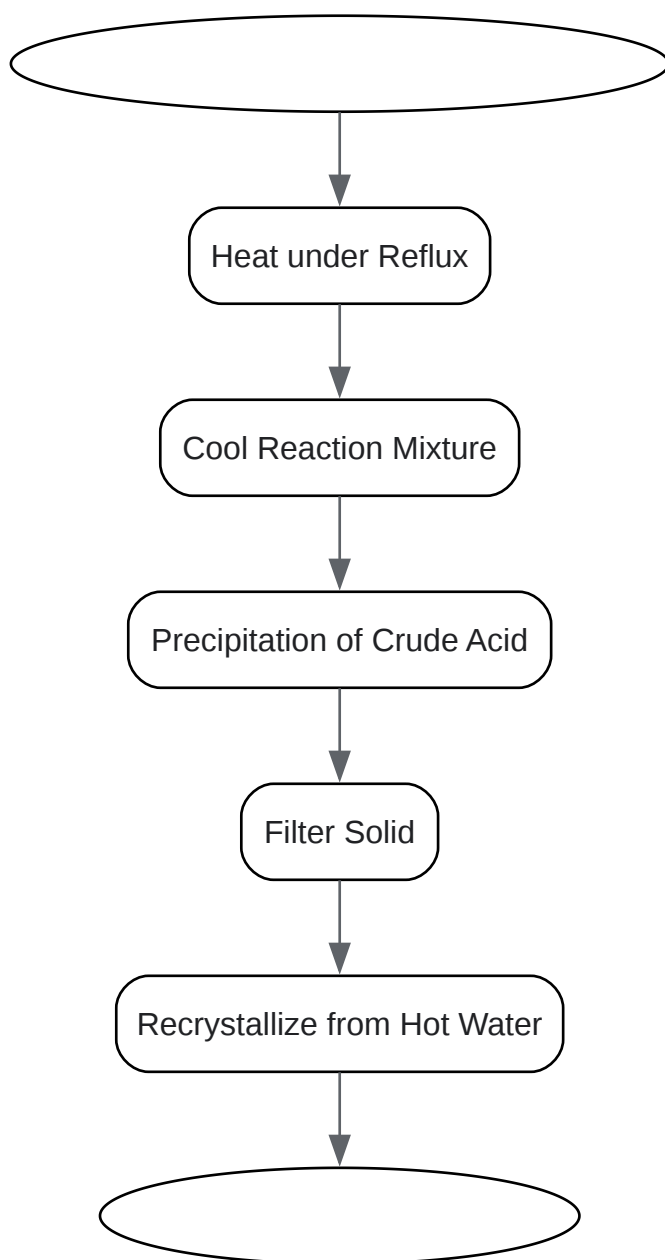 Heat under Reflux
Cool Reaction Mixture
Precipitation of Crude Acid
Filter Solid
Recrystallize from Hot Water